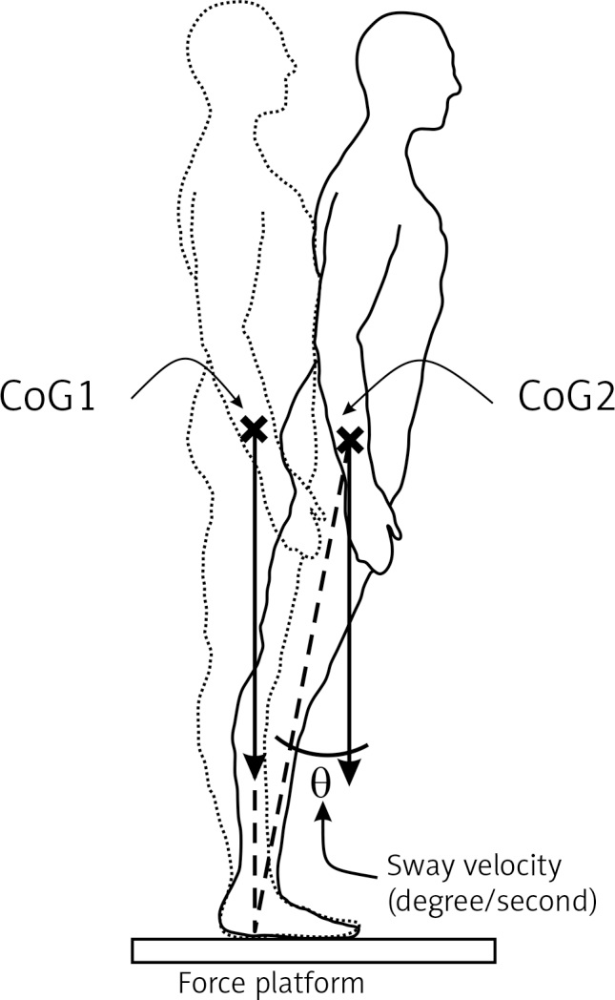 CoG1
CoG2
θ
Sway velocity
(degree/second)
Force platform